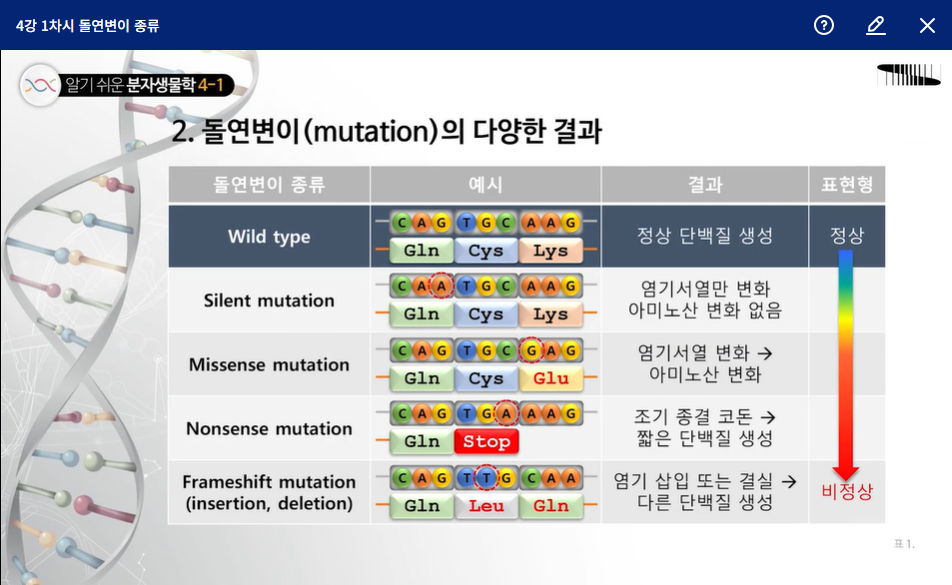 4강 1차시 돌연변이 종류
알기 쉬운 분자생물학 4-1
2. 돌연변이(mutation)의 다양한 결과
돌연변이 종류 예시 결과 표현형
Wild type
C A G T G C A A G
Gln Cys Lys
정상 단백질 생성
정상
Silent mutation
C A A T G C A A G
Gln Cys Lys
염기서열만 변화
아미노산 변화 없음
Missense mutation
C A G T G C G A G
Gln Cys Glu
염기서열 변화 →
아미노산 변화
Nonsense mutation
C A G T G A A A G
Gln Stop
조기 종결 코돈 →
짧은 단백질 생성
Frameshift mutation
(insertion, deletion)
C A G T T G C A A
Gln Leu Gln
염기 삽입 또는 결실 →
다른 단백질 생성
비정상
표 1.